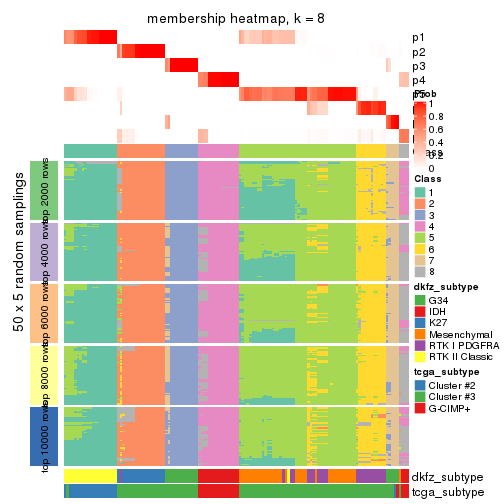 membership heatmap, k = 8
p1
p2
p3
p4
Prob
1
0.8
0.6
0.4
0.2
0
Class
1
2
3
4
5
6
7
8
dkfz_subtype
G34
IDH
K27
Mesenchymal
RTK I PDGFRA
RTK II Classic
tcga_subtype
Cluster #2
Cluster #3
G-CIMP+
50 x 5 random samplings
top 2000 rows
top 4000 rows
top 6000 rows
top 8000 rows
top 10000 rows
dkfz_subtype
tcga_subtype